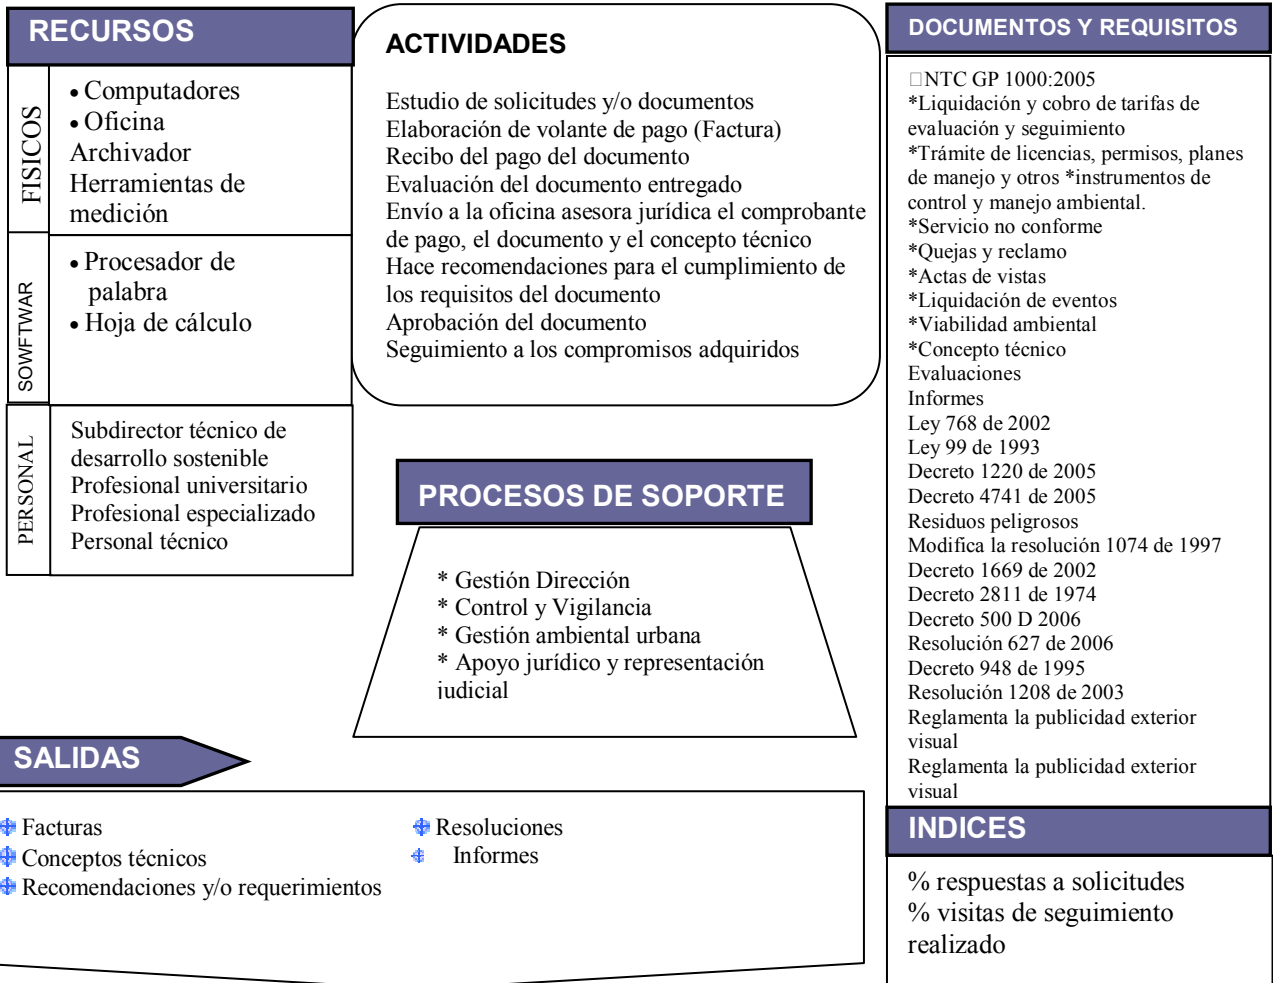 RECURSOS
FISICOS
• Computadores
• Oficina
Archivador
Herramientas de
medición
SOWFTWAR
• Procesador de
palabra
• Hoja de cálculo
PERSONAL
Subdirector técnico de
desarrollo sostenible
Profesional universitario
Profesional especializado
Personal técnico
ACTIVIDADES
Estudio de solicitudes y/o documentos
Elaboración de volante de pago (Factura)
Recibo del pago del documento
Evaluación del documento entregado
Envío a la oficina asesora jurídica el comprobante
de pago, el documento y el concepto técnico
Hace recomendaciones para el cumplimiento de
los requisitos del documento
Aprobación del documento
Seguimiento a los compromisos adquiridos
PROCESOS DE SOPORTE
* Gestión Dirección
* Control y Vigilancia
* Gestión ambiental urbana
* Apoyo jurídico y representación
judicial
DOCUMENTOS Y REQUISITOS
□NTC GP 1000:2005
*Liquidación y cobro de tarifas de
evaluación y seguimiento
*Trámite de licencias, permisos, planes
de manejo y otros *instrumentos de
control y manejo ambiental.
*Servicio no conforme
*Quejas y reclamo
*Actas de vistas
*Liquidación de eventos
*Viabilidad ambiental
*Concepto técnico
Evaluaciones
Informes
Ley 768 de 2002
Ley 99 de 1993
Decreto 1220 de 2005
Decreto 4741 de 2005
Residuos peligrosos
Modifica la resolución 1074 de 1997
Decreto 1669 de 2002
Decreto 2811 de 1974
Decreto 500 D 2006
Resolución 627 de 2006
Decreto 948 de 1995
Resolución 1208 de 2003
Reglamenta la publicidad exterior
visual
Reglamenta la publicidad exterior
visual
SALIDAS
Facturas
Conceptos técnicos
Recomendaciones y/o requerimientos
Resoluciones
Informes
INDICES
% respuestas a solicitudes
% visitas de seguimiento
realizado